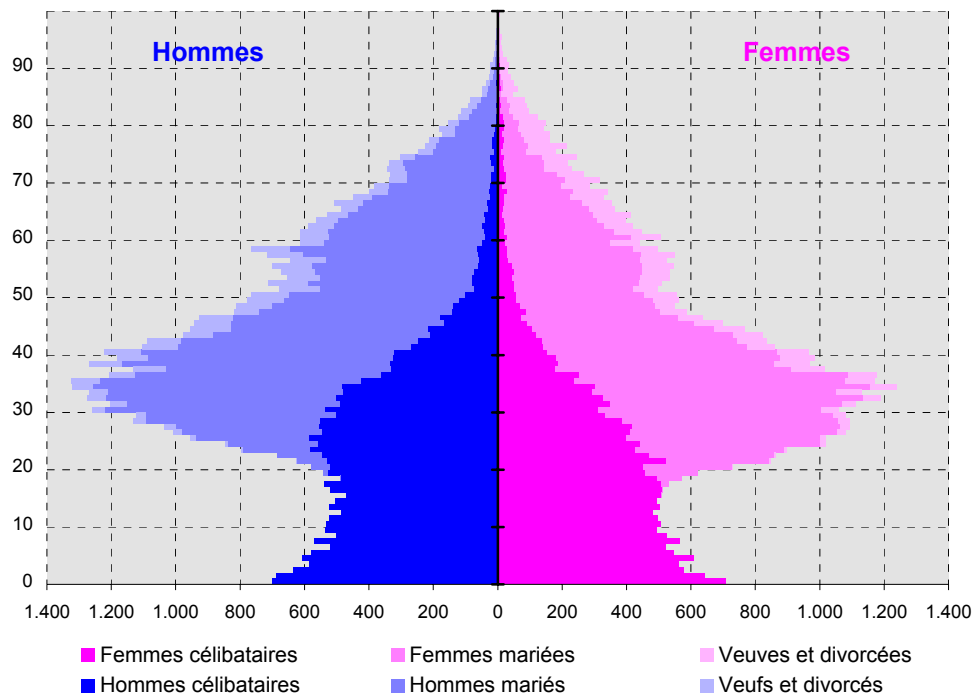 Hommes Femmes
90
80
70
60
50
40
30
20
10
0
1.400 1.200 1.000 800 600 400 200 0 200 400 600 800 1.000 1.200 1.400
Femmes célibataires Femmes mariées Veuves et divorcées
Hommes célibataires Hommes mariés Veufs et divorcés